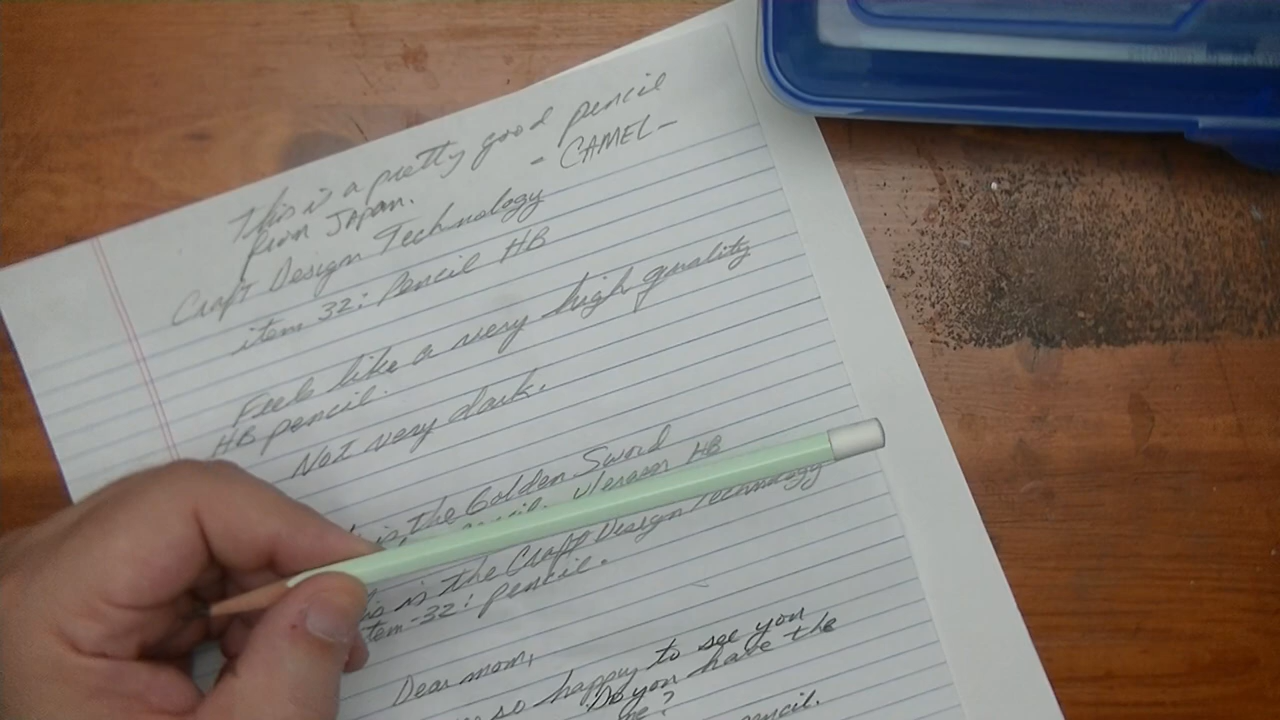 This is a pretty good pencil
from Japan. - CAMEL -
Craft Design Technology
item 32: Pencil HB
Feels like a very high quality
HB pencil.
Not very dark.
is the Golden Sword
HB
is the Craft Design Technology
tem-32: pencil.
Dear mom,
so happy to see you
Do you have the
pencil.